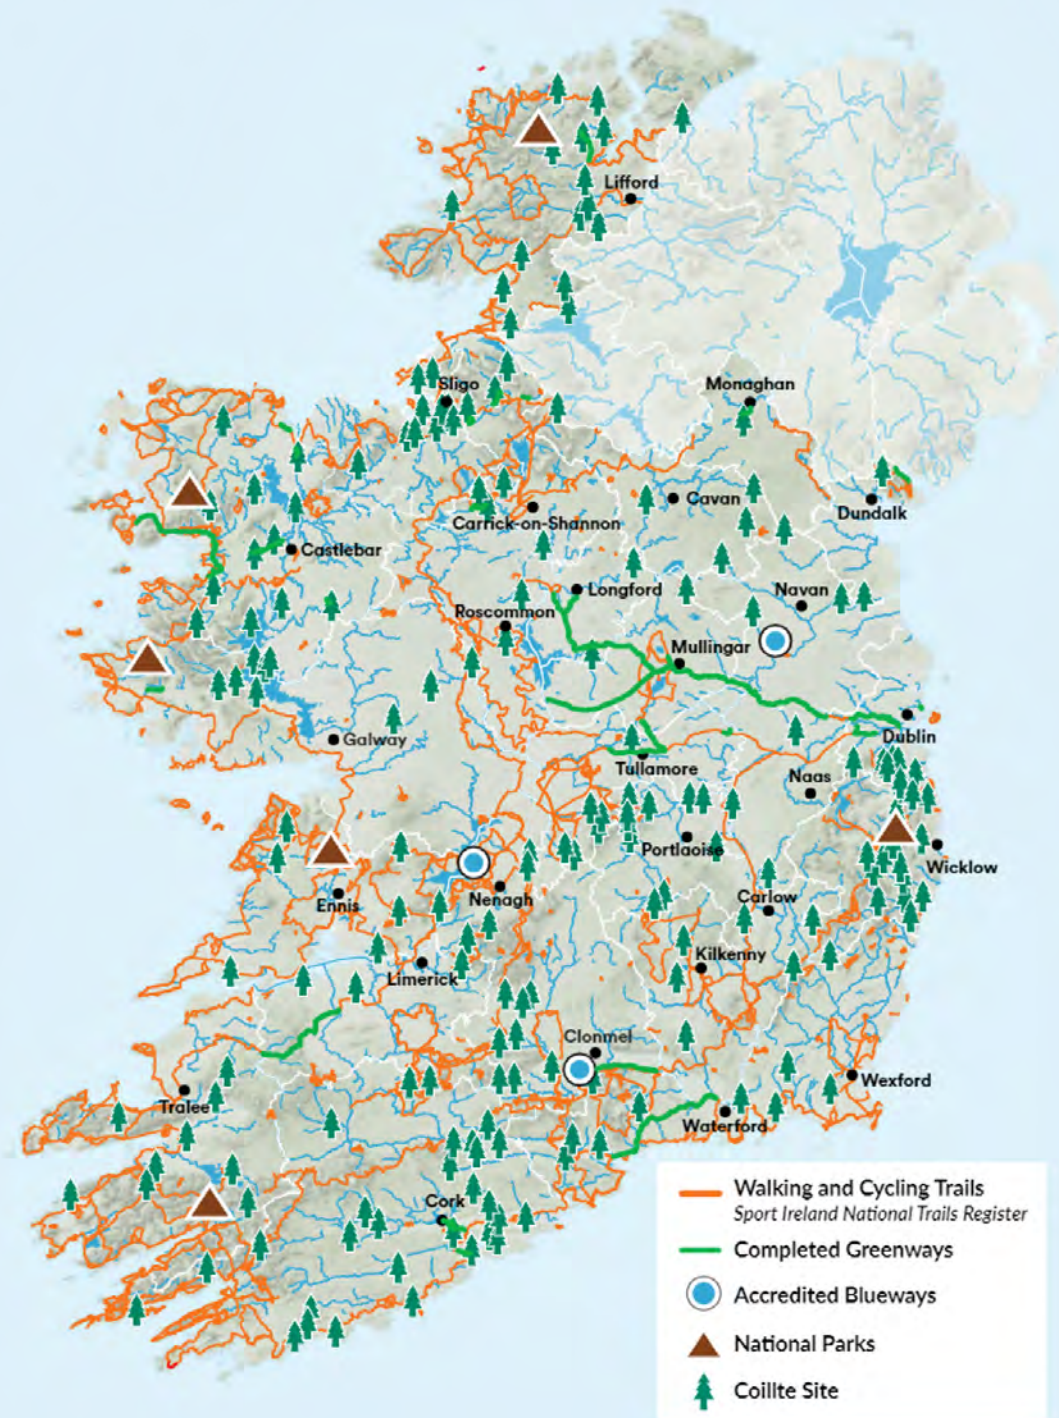 Lifford
Sligo
Monaghan
Cavan
Dundalk
Carrick-on-Shannon
Castlebar
Longford
Navan
Roscommon
Mullingar
Galway
Dublin
Tullamore
Naas
Portlaoise
Wicklow
Ennis
Nenagh
Carlow
Kilkenny
Limerick
Clonmel
Wexford
Tralee
Waterford
Cork
Walking and Cycling Trails
Sport Ireland National Trails Register
Completed Greenways
Accredited Blueways
National Parks
Coillte Site